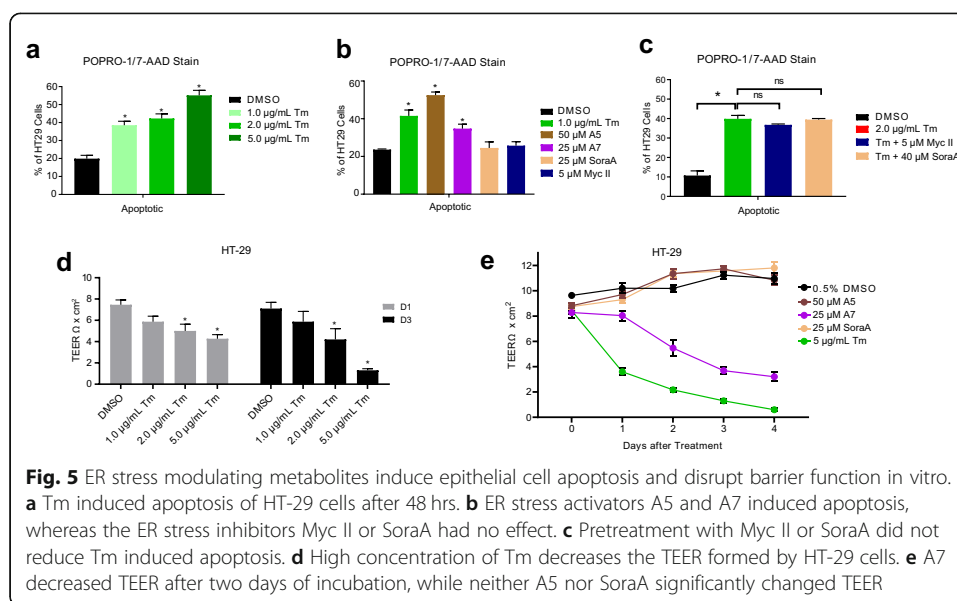 a
POPRO-1/7-AAD Stain
% of HT29 Cells
60
40
20
0
Apoptotic
DMSO
1.0 µg/mL Tm
2.0 µg/mL Tm
5.0 µg/mL Tm
* * *
b
POPRO-1/7-AAD Stain
% of HT29 Cells
60
40
20
0
Apoptotic
DMSO
1.0 µg/mL Tm
50 µM A5
25 µM A7
25 µM SoraA
5 µM Myc II
* * *
c
POPRO-1/7-AAD Stain
% of HT29 Cells
50
40
30
20
10
0
Apoptotic
ns
* ns
DMSO
2.0 µg/mL Tm
Tm + 5 µM Myc II
Tm + 40 µM SoraA
d
HT-29
TEER Ω x cm²
10
8
6
4
2
0
* * * *
DMSO
1.0 µg/mL Tm
2.0 µg/mL Tm
5.0 µg/mL Tm
DMSO
1.0 µg/mL Tm
2.0 µg/mL Tm
5.0 µg/mL Tm
D1
D3
e
HT-29
TEERΩ x cm²
12
10
8
6
4
2
0
0 1 2 3 4
Days after Treatment
0.5% DMSO
50 µM A5
25 µM A7
25 µM SoraA
5 µg/mL Tm
Fig. 5 ER stress modulating metabolites induce epithelial cell apoptosis and disrupt barrier function in vitro.
a Tm induced apoptosis of HT-29 cells after 48 hrs. b ER stress activators A5 and A7 induced apoptosis,
whereas the ER stress inhibitors Myc II or SoraA had no effect. c Pretreatment with Myc II or SoraA did not
reduce Tm induced apoptosis. d High concentration of Tm decreases the TEER formed by HT-29 cells. e A7
decreased TEER after two days of incubation, while neither A5 nor SoraA significantly changed TEER